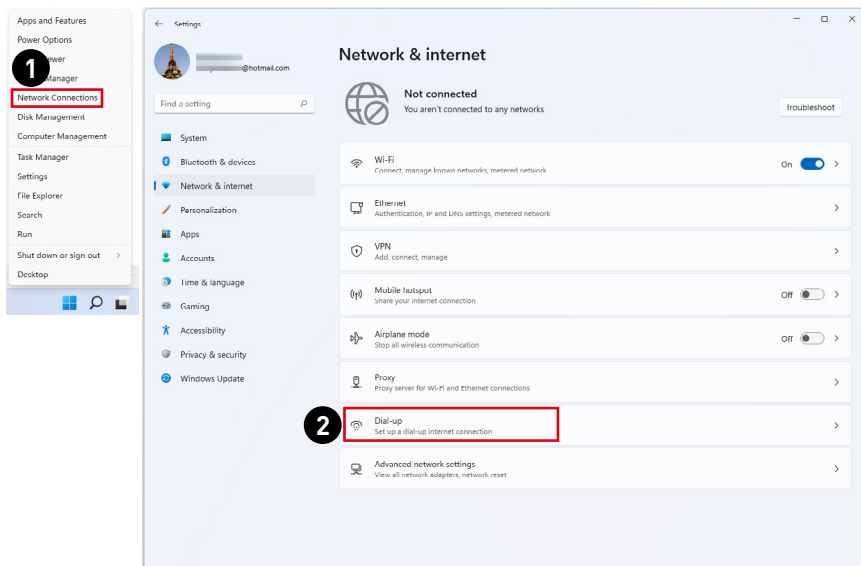 Apps and Features
Power Options
ewer
1
Manager
Network Connections
Disk Management
Computer Management
Task Manager
Settings
File Explorer
Search
Run
Shut down or sign out >
Desktop
← Settings
@hotmail.com
Find a setting
System
Bluetooth & devices
Network & internet
Personalization
Apps
Accounts
Time & language
Gaming
Accessibility
Privacy & security
Windows Update
Network & internet
Not connected
You aren't connected to any networks
Troubleshoot
Wi-Fi
Connect, manage known networks, metered network
On
Ethernet
Authentication, IP and DNS settings, metered network
VPN
Add, connect, manage
Mobile hotspot
Share your internet connection
Off
Airplane mode
Stop all wireless communication
Off
Proxy
Proxy server for Wi-Fi and Ethernet connections
2
Dial-up
Set up a dial-up internet connection
Advanced network settings
View all network adapters, network reset